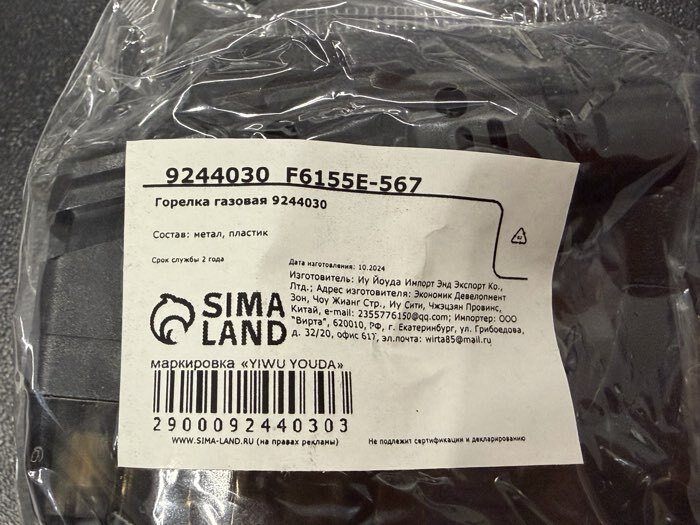 9244030 F6155E-567
Горелка газовая 9244030
Состав: метал, пластик
Срок службы 2 года
Дата изготовления: 10.2024
Изготовитель: Иу Йоуда Импорт Энд Экспорт Ко.,
Лтд.; Адрес изготовителя: Экономик Девелопмент
Зон, Чоу Жианг Стр., Иу Сити, Чжэцзян Провинс,
Китай, e-mail: 2355776150@qq.com; Импортер: ООО
"Вирта", 620010, РФ, г. Екатеринбург, ул. Грибоедова,
д. 32/20, офис 617, эл.почта: wirta85@mail.ru
SIMA
LAND
маркировка «YIWU YOUDA»
2900092440303
WWW.SIMA-LAND.RU (на правах рекламы)
Не подлежит сертификации и декларированию